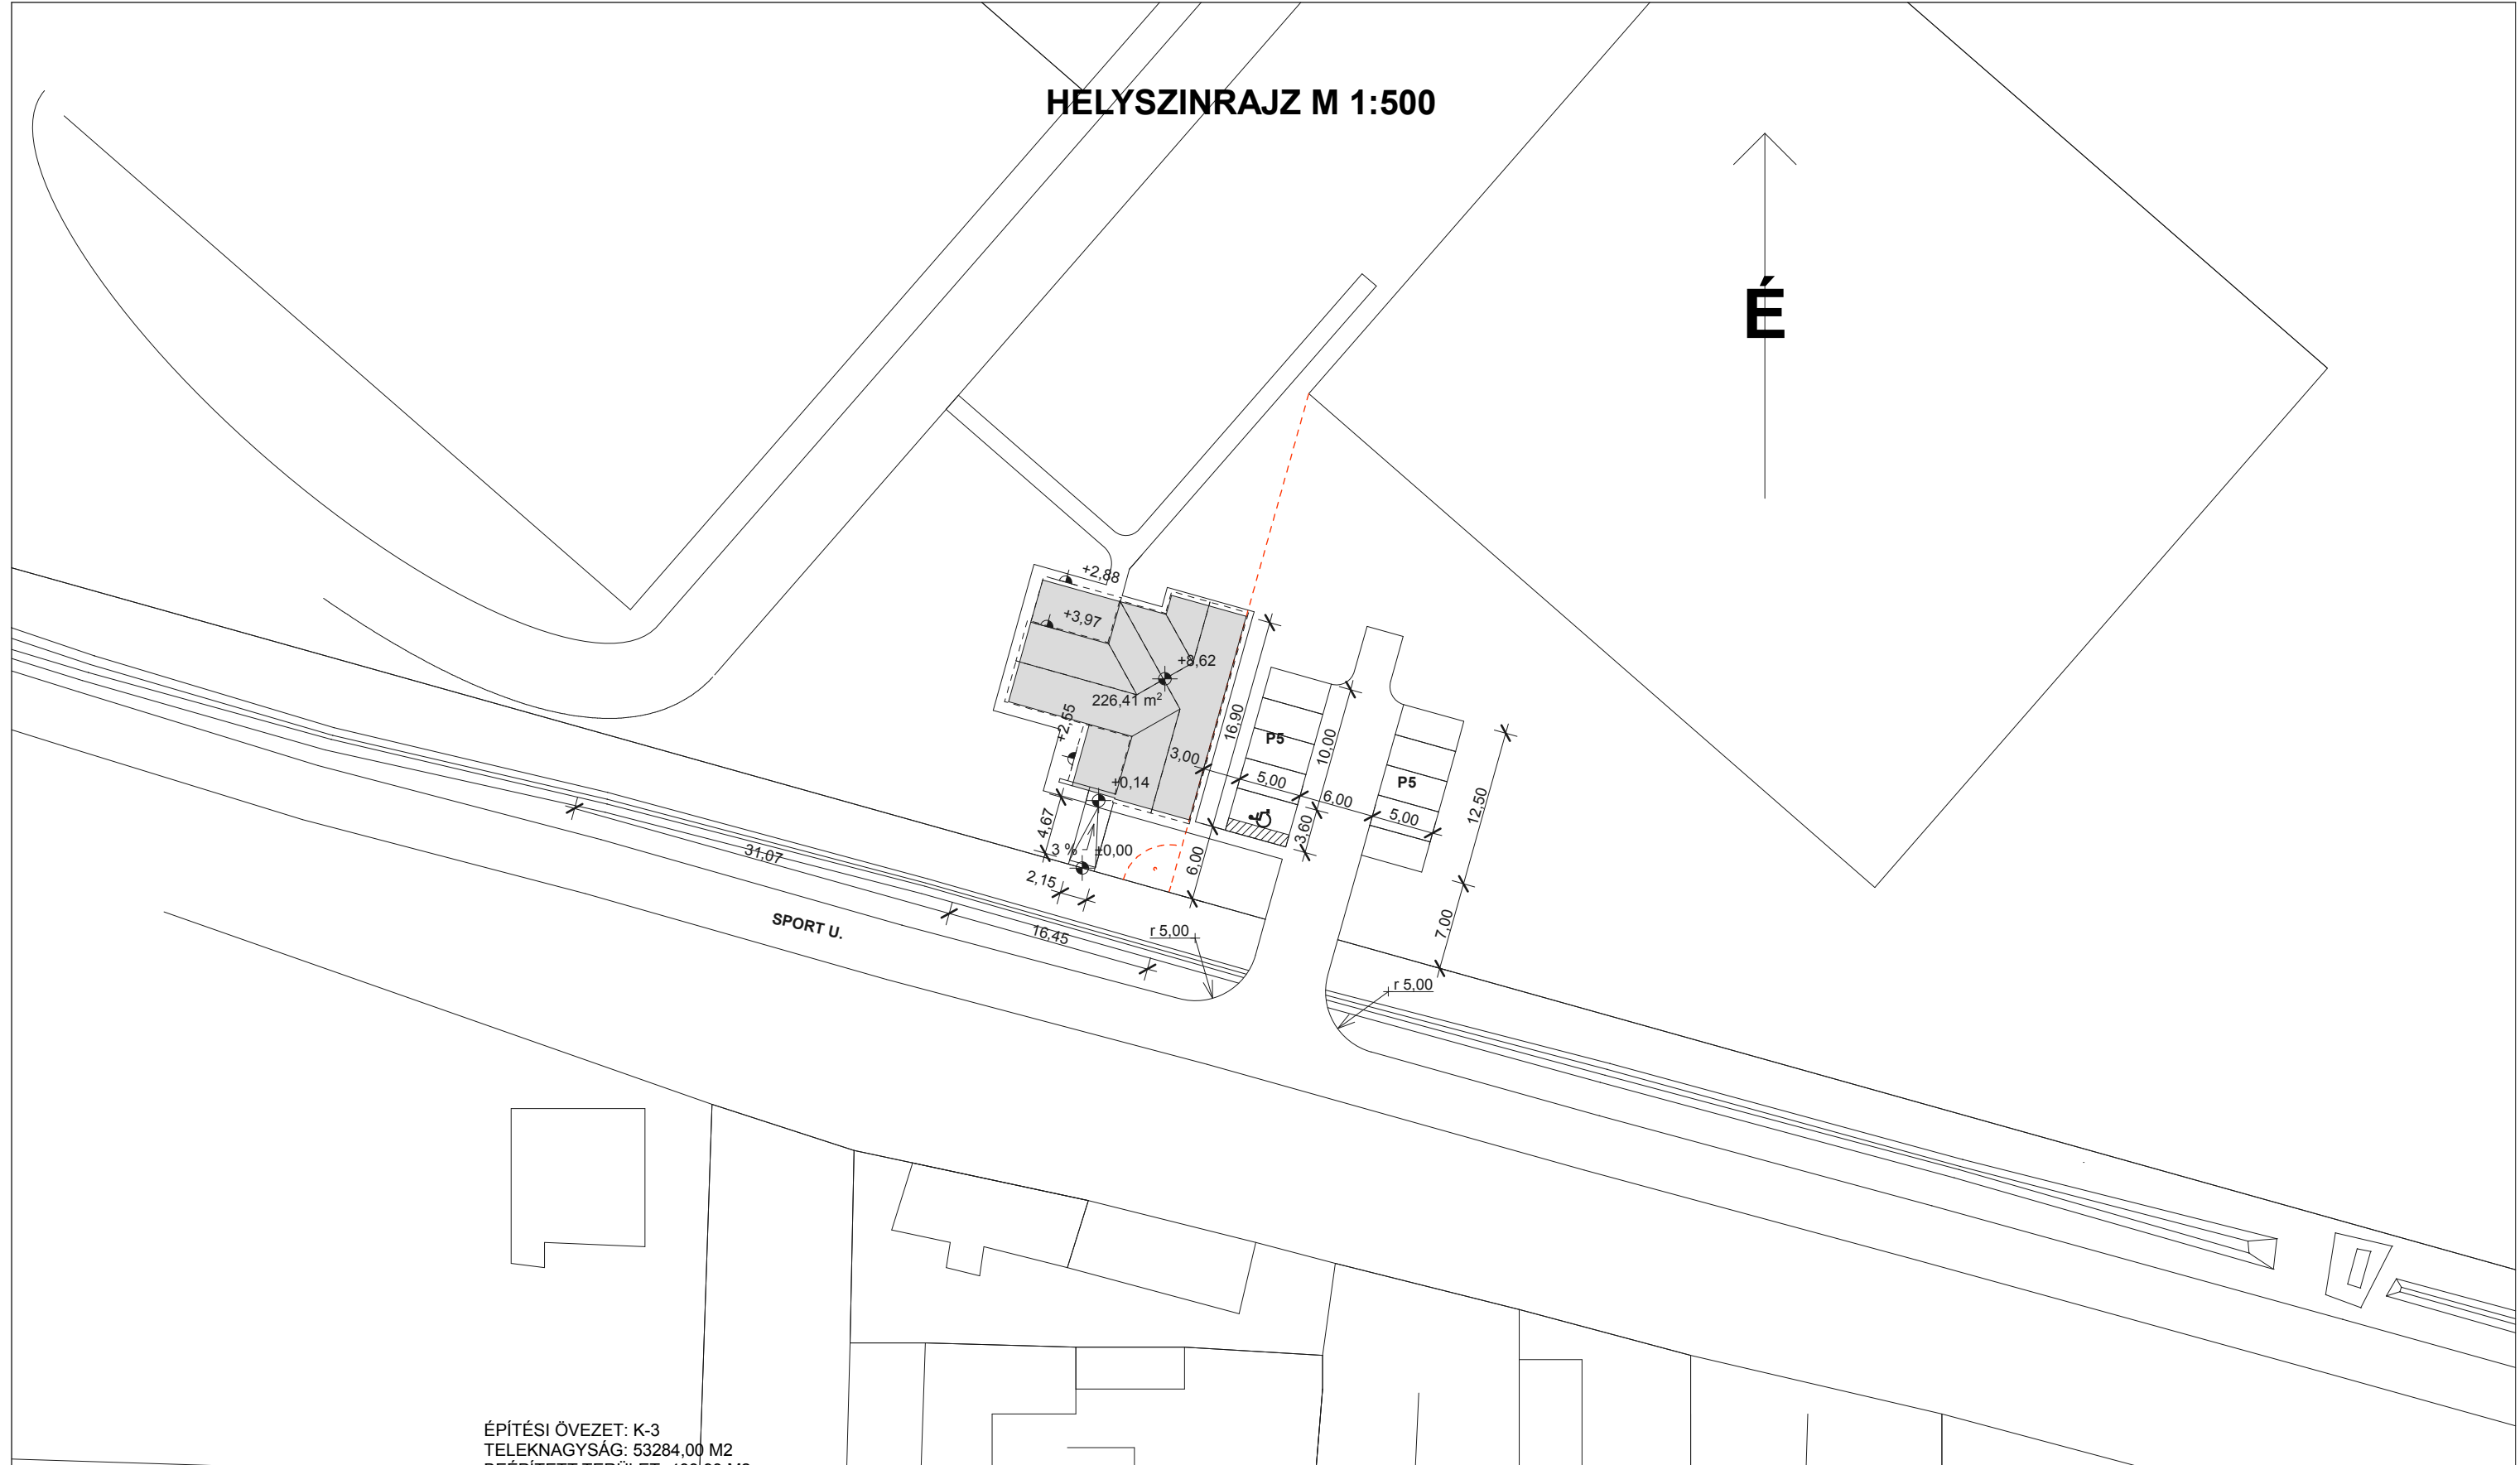 HELYSZINRAJZ M 1:500
É
+2,88
+3,97
+8,62
226,41 m²
+2,55
16,90
P5
10,00
3,00
5,00
P5
+0,14
6,00
5,00
12,50
4,67
3,60
3 %
±0,00
31,07
6,00
2,15
7,00
SPORT U.
16,45
r 5,00
r 5,00
ÉPÍTÉSI ÖVEZET: K-3
TELEKNAGYSÁG: 53284,00 M2